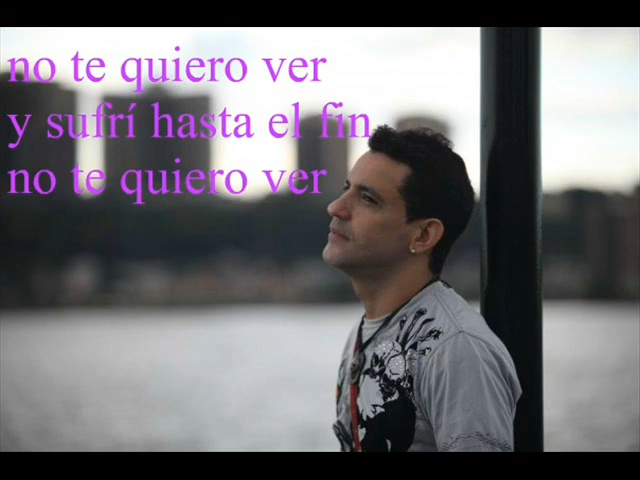 no te quiero ver
y sufrí hasta el fin
no te quiero ver